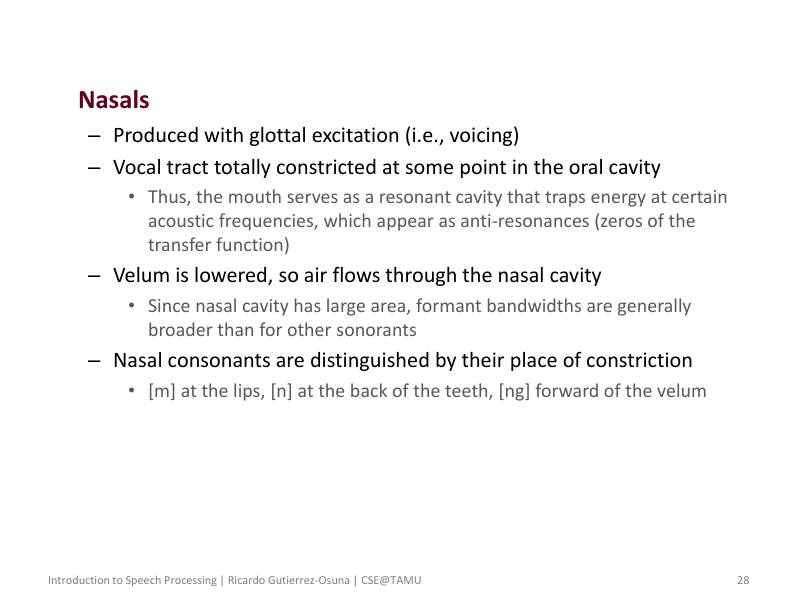 Nasals
– Produced with glottal excitation (i.e., voicing)
– Vocal tract totally constricted at some point in the oral cavity
• Thus, the mouth serves as a resonant cavity that traps energy at certain
acoustic frequencies, which appear as anti-resonances (zeros of the
transfer function)
– Velum is lowered, so air flows through the nasal cavity
• Since nasal cavity has large area, formant bandwidths are generally
broader than for other sonorants
– Nasal consonants are distinguished by their place of constriction
• [m] at the lips, [n] at the back of the teeth, [ng] forward of the velum
Introduction to Speech Processing | Ricardo Gutierrez-Osuna | CSE@TAMU
28